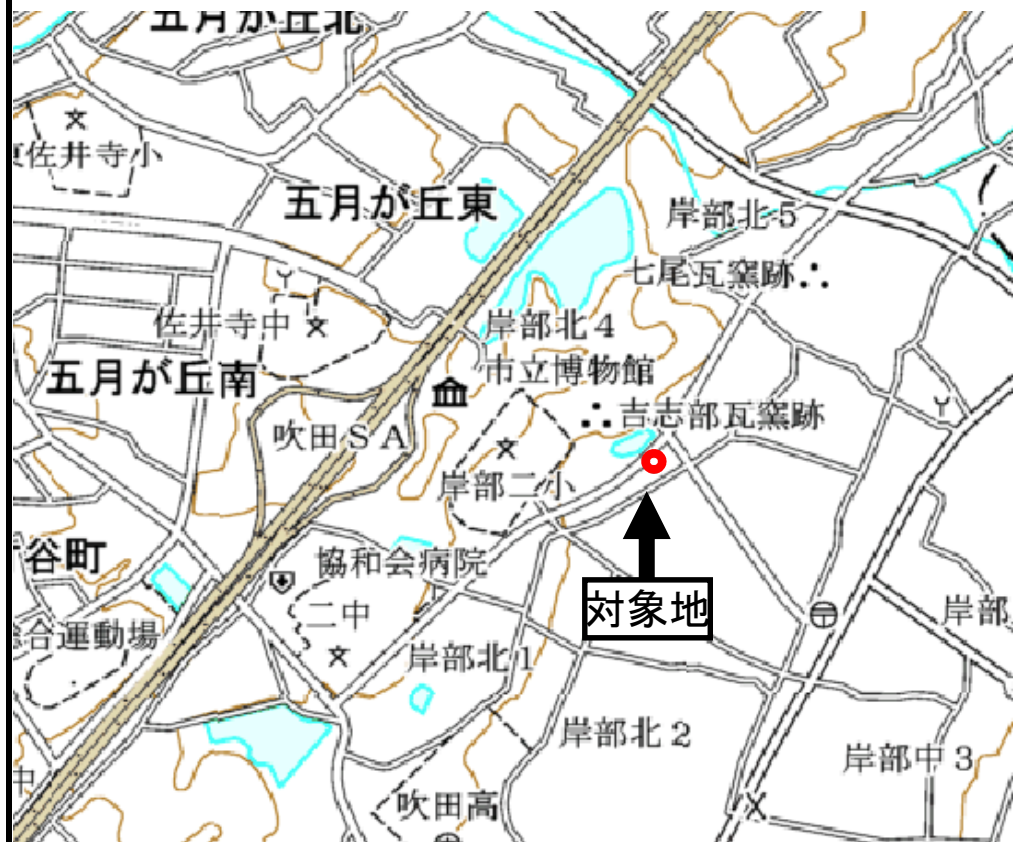 五月が丘北
東佐井寺小
五月が丘東
岸部北5
七尾瓦窯跡
佐井寺中
岸部北4
市立博物館
五月が丘南
吉志部瓦窯跡
吹田SA
岸部二小
谷町
協和会病院
対象地
二中
岸部
総合運動場
岸部北1
岸部北2
岸部中3
中
吹田高